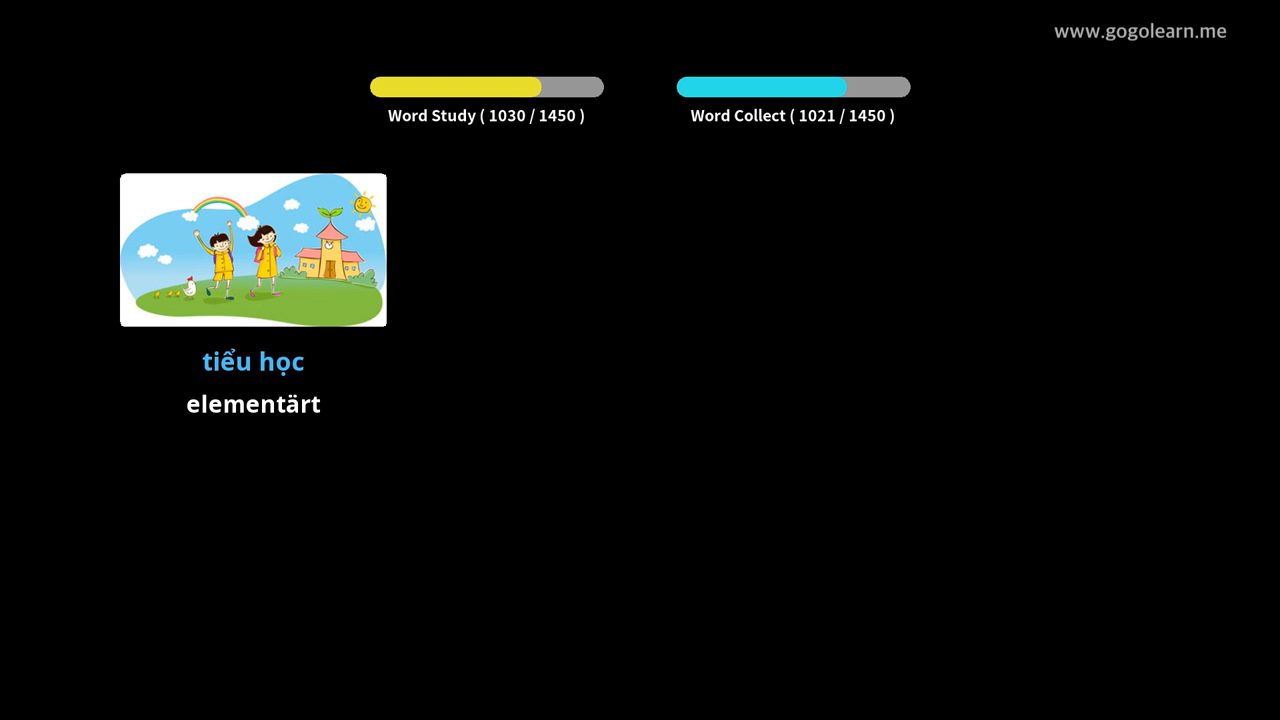 www.gogolearn.me
Word Study ( 1030 / 1450 )
Word Collect ( 1021 / 1450 )
tiểu học
elementärt